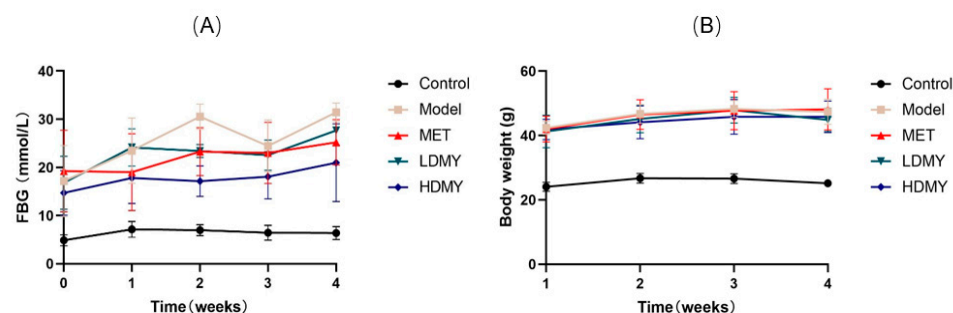 (A)
FBG (mmol/L)
40
30
20
10
0
0
1
2
3
4
Time(weeks)
Control
Model
MET
LDMY
HDMY
(B)
Body weight (g)
60
40
20
0
1
2
3
4
Time(weeks)
Control
Model
MET
LDMY
HDMY